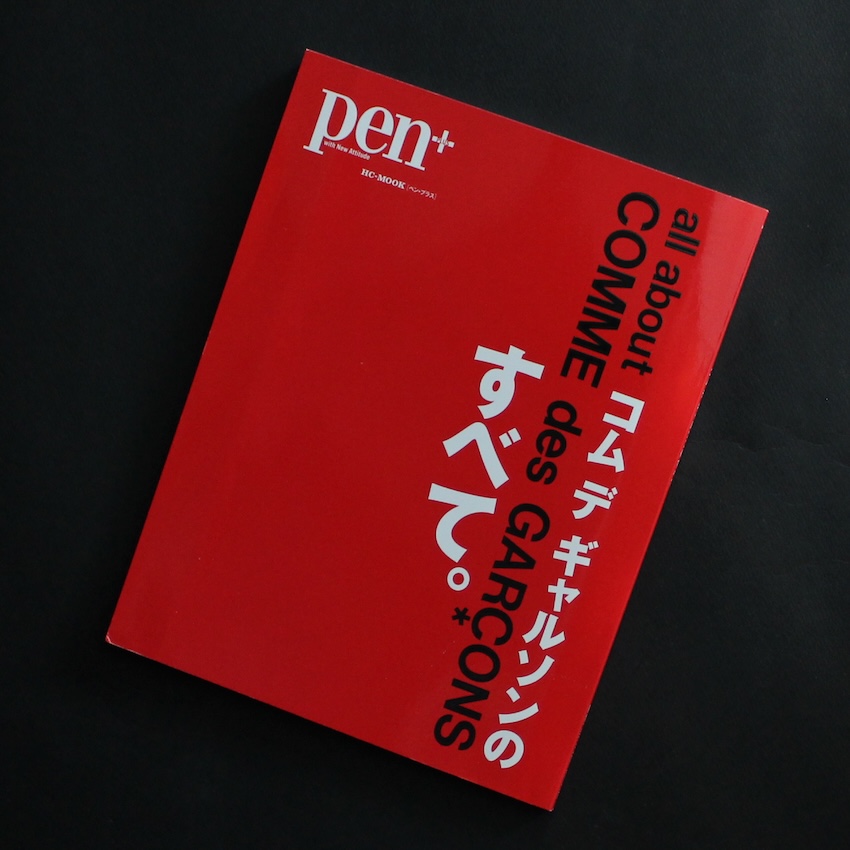 pen+
with New Attitude
HC-MOOK [ペン・プラス]
all about
COMME des GARCONS*
コム デ ギャルソンの
すべて。